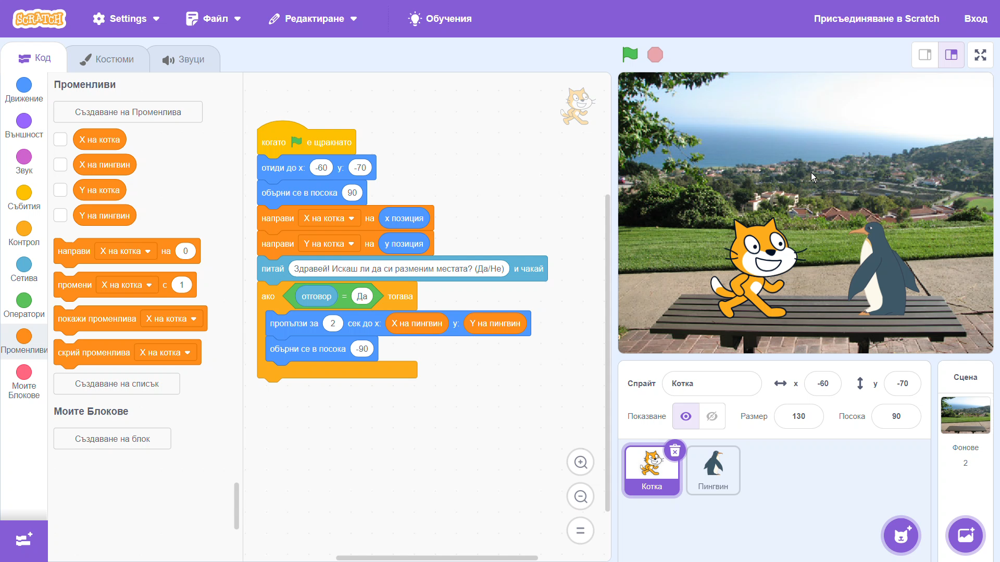 SCRATCH Settings Файл Редактиране Обучения Присъединяване в Scratch Вход
Код Костюми Звуци
Движение
Външност
Звук
Събития
Контрол
Сетива
Оператори
Променливи
Моите
Блокове
Променливи
Създаване на Променлива
X на котка
X на пингвин
Y на котка
Y на пингвин
направи X на котка на 0
промени X на котка с 1
покажи променлива X на котка
скрий променлива X на котка
Създаване на списък
Моите Блокове
Създаване на блок
когато е щракнато
отиди до x: -60 y: -70
обърни се в посока 90
направи X на котка на x позиция
направи Y на котка на y позиция
питай Здравей! Искаш ли да си разменим местата? (Да/Не) и чакай
ако отговор = Да тогава
пропълзи за 2 сек до x: X на пингвин y: Y на пингвин
обърни се в посока -90
Спрайт Котка x -60 y -70
Показване Размер 130 Посока 90
Котка
Пингвин
Сцена
Фонове
2